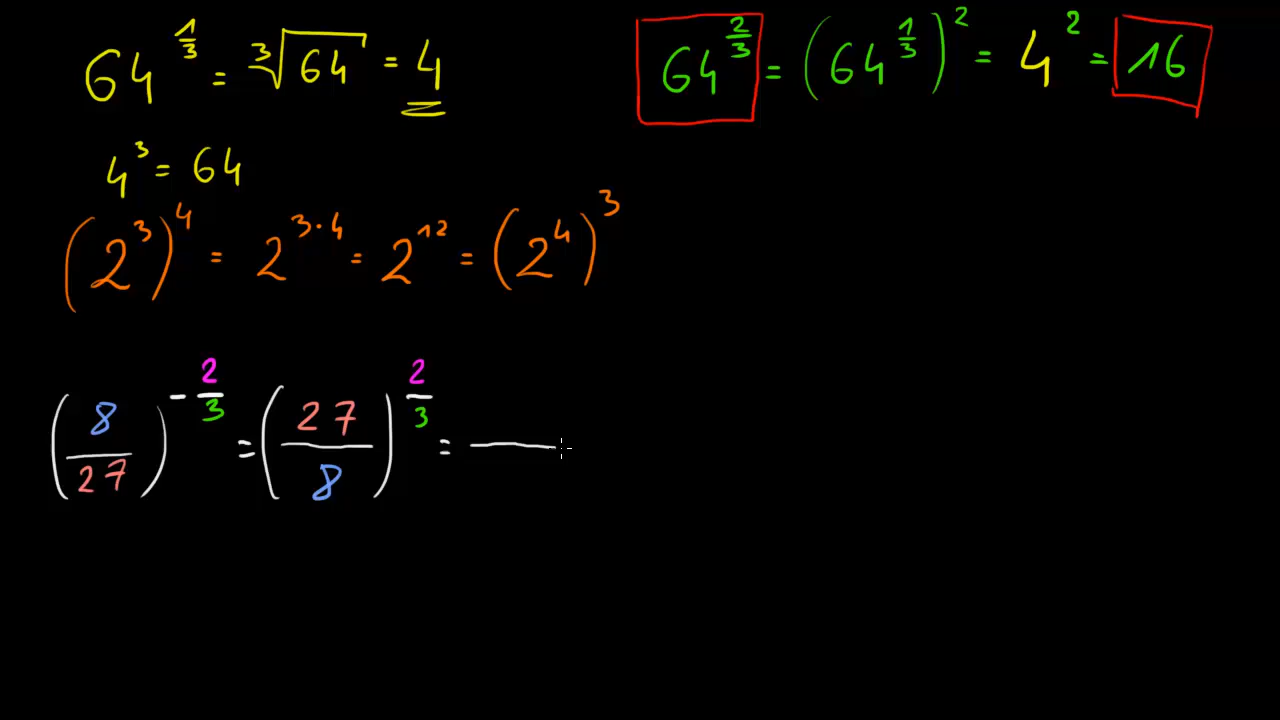 64^{1/3} = ∛64 = 4
64^{2/3} = (64^{1/3})^2 = 4^2 = 16
4^3 = 64
(2^3)^4 = 2^{3·4} = 2^{12} = (2^4)^3
(8/27)^{-2/3} = (27/8)^{2/3} =